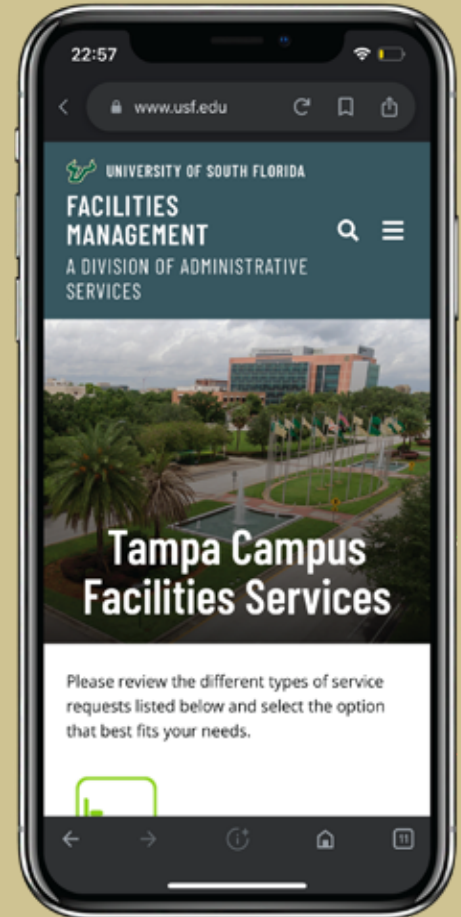 22:57
www.usf.edu
UNIVERSITY OF SOUTH FLORIDA
FACILITIES
MANAGEMENT
A DIVISION OF ADMINISTRATIVE
SERVICES
Tampa Campus
Facilities Services
Please review the different types of service
requests listed below and select the option
that best fits your needs.
11